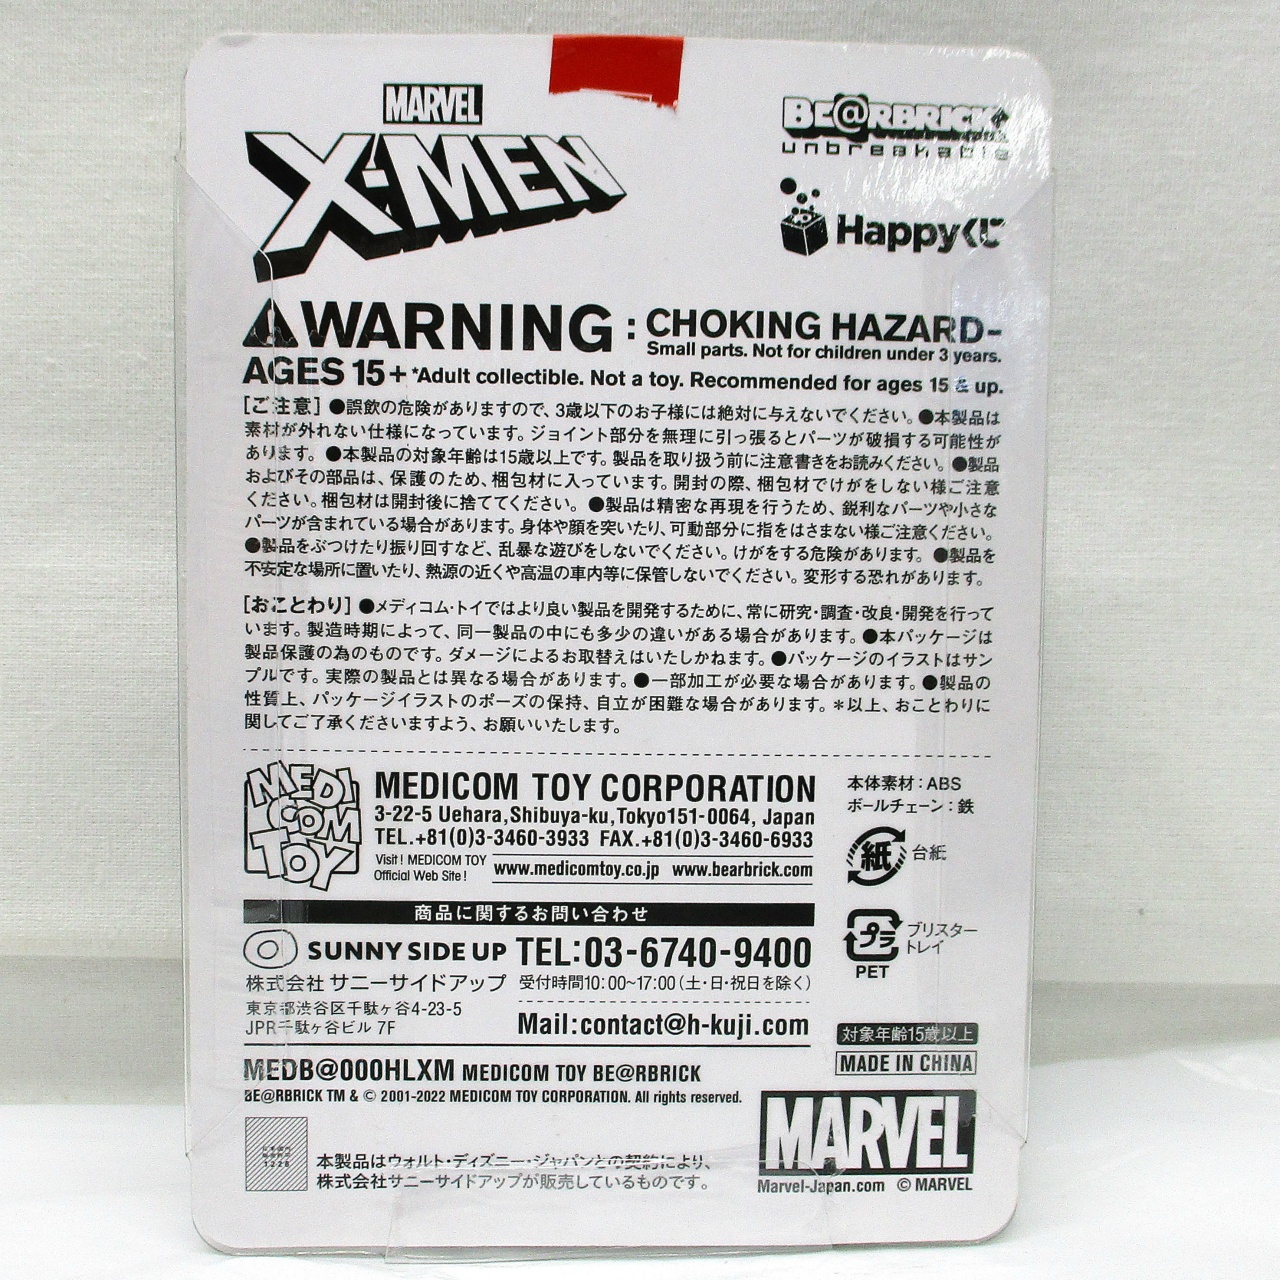 MARVEL
X-MEN
BE@RBRICK
unbreakable
Happyくじ
WARNING : CHOKING HAZARD-
Small parts. Not for children under 3 years.
AGES 15+ *Adult collectible. Not a toy. Recommended for ages 15 & up.
[ご注意] ●誤飲の危険がありますので、3歳以下のお子様には絶対に与えないでください。●本製品は
素材が外れない仕様になっています。ジョイント部分を無理に引っ張るとパーツが破損する可能性が
あります。●本製品の対象年齢は15歳以上です。製品を取り扱う前に注意書きをお読みください。●製品
およびその部品は、保護のため、梱包材に入っています。開封の際、梱包材でけがをしない様ご注意
ください。梱包材は開封後に捨ててください。●製品は精密な再現を行うため、鋭利なパーツや小さな
パーツが含まれている場合があります。身体や顔を突いたり、可動部分に指をはさまない様ご注意ください。
●製品をぶつけたり振り回すなど、乱暴な遊びをしないでください。けがをする危険があります。●製品を
不安定な場所に置いたり、熱源の近くや高温の車内等に保管しないでください。変形する恐れがあります。
[おことわり] ●メディコム・トイではより良い製品を開発するために、常に研究・調査・改良・開発を行って
います。製造時期によって、同一製品の中にも多少の違いがある場合があります。●本パッケージは
製品保護の為のものです。ダメージによるお取替えはいたしかねます。●パッケージのイラストはサン
プルです。実際の製品とは異なる場合があります。●一部加工が必要な場合があります。●製品の
性質上、パッケージイラストのポーズの保持、自立が困難な場合があります。＊以上、おことわりに
関してご了承くださいますよう、お願いいたします。
MEDI
COM
TOY
MEDICOM TOY CORPORATION
3-22-5 Uehara,Shibuya-ku,Tokyo151-0064, Japan
TEL.+81(0)3-3460-3933 FAX.+81(0)3-3460-6933
Visit! MEDICOM TOY
Official Web Site!
www.medicomtoy.co.jp www.bearbrick.com
本体素材：ABS
ボールチェーン：鉄
紙 台紙
プラ
PET
ブリスター
トレイ
商品に関するお問い合わせ
SUNNY SIDE UP TEL:03-6740-9400
株式会社 サニーサイドアップ 受付時間10：00~17:00（土・日・祝日を除く）
東京都渋谷区千駄ヶ谷4-23-5
JPR千駄ヶ谷ビル 7F
Mail:contact@h-kuji.com
対象年齢15歳以上
MADE IN CHINA
MEDB@000HLXM MEDICOM TOY BE@RBRICK
BE@RBRICK TM & © 2001-2022 MEDICOM TOY CORPORATION. All rights reserved.
1228
本製品はウォルト・ディズニー・ジャパンとの契約により、
株式会社サニーサイドアップが販売しているものです。
MARVEL
Marvel-Japan.com © MARVEL